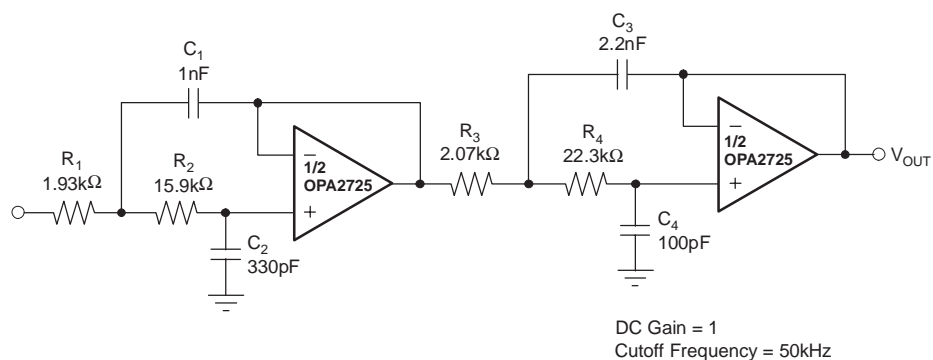 C3
2.2nF
C1
1nF
R3
2.07kΩ
R4
22.3kΩ
−
1/2
OPA2725
+
VOUT
R1
1.93kΩ
R2
15.9kΩ
−
1/2
OPA2725
+
C4
100pF
C2
330pF
DC Gain = 1
Cutoff Frequency = 50kHz